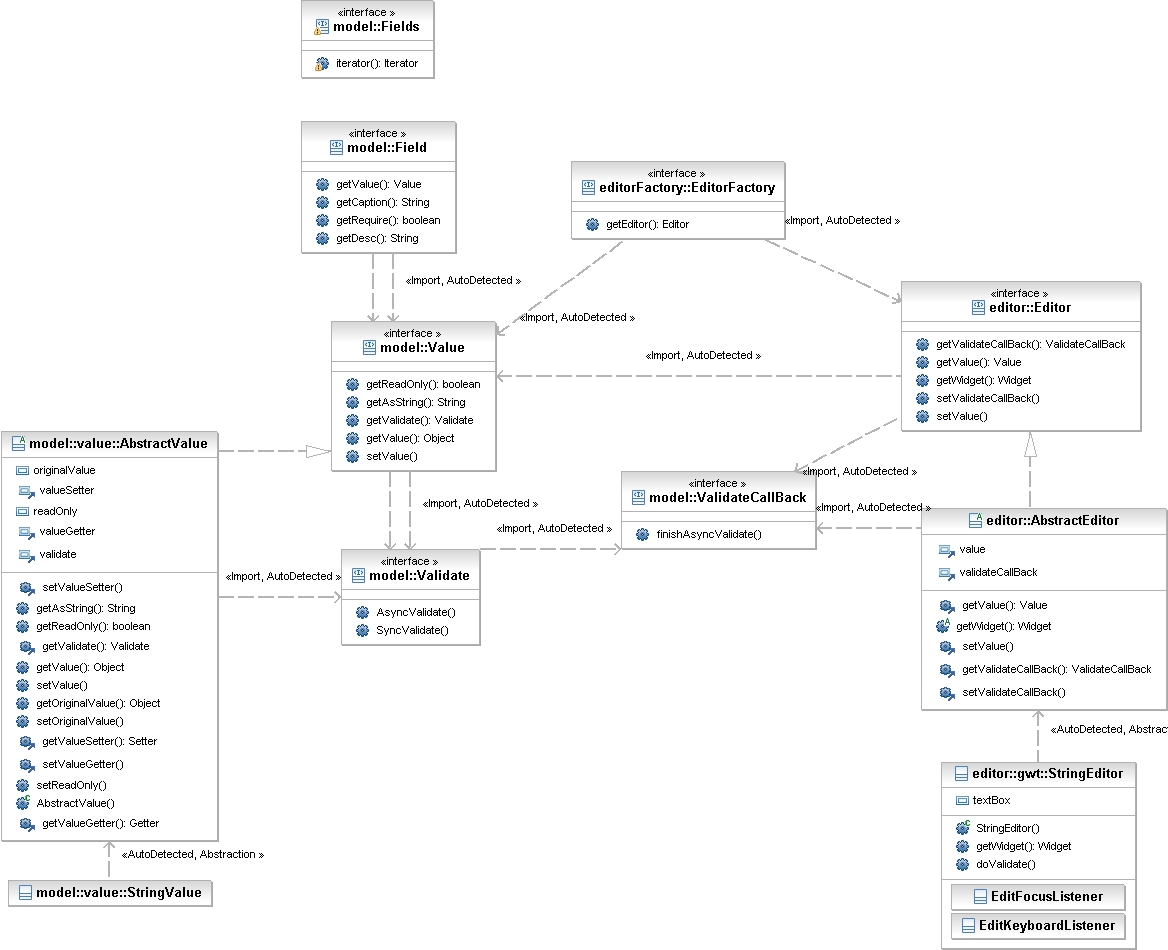 «interface »
model::Fields
iterator(): Iterator
«interface »
model::Field
getValue(): Value
getCaption(): String
getRequire(): boolean
getDesc(): String
«interface »
editorFactory::EditorFactory
getEditor(): Editor
«Import, AutoDetected »
«Import, AutoDetected »
«Import, AutoDetected »
«interface »
editor::Editor
getValidateCallBack(): ValidateCallBack
getValue(): Value
getWidget(): Widget
setValidateCallBack()
setValue()
«interface »
model::Value
getReadOnly(): boolean
getAsString(): String
getValidate(): Validate
getValue(): Object
setValue()
«Import, AutoDetected »
«Import, AutoDetected »
model::value::AbstractValue
originalValue
valueSetter
readOnly
valueGetter
validate
setValueSetter()
getAsString(): String
getReadOnly(): boolean
getValidate(): Validate
getValue(): Object
setValue()
getOriginalValue(): Object
setOriginalValue()
getValueSetter(): Setter
setValueGetter()
setReadOnly()
AbstractValue()
getValueGetter(): Getter
«interface »
model::ValidateCallBack
finishAsyncValidate()
«Import, AutoDetected »
«Import, AutoDetected »
«Import, AutoDetected »
«Import, AutoDetected »
«interface »
model::Validate
AsyncValidate()
SyncValidate()
editor::AbstractEditor
value
validateCallBack
getValue(): Value
getWidget(): Widget
setValue()
getValidateCallBack(): ValidateCallBack
setValidateCallBack()
«AutoDetected, Abstrac
editor::gwt::StringEditor
textBox
StringEditor()
getWidget(): Widget
doValidate()
EditFocusListener
EditKeyboardListener
«AutoDetected, Abstraction »
model::value::StringValue